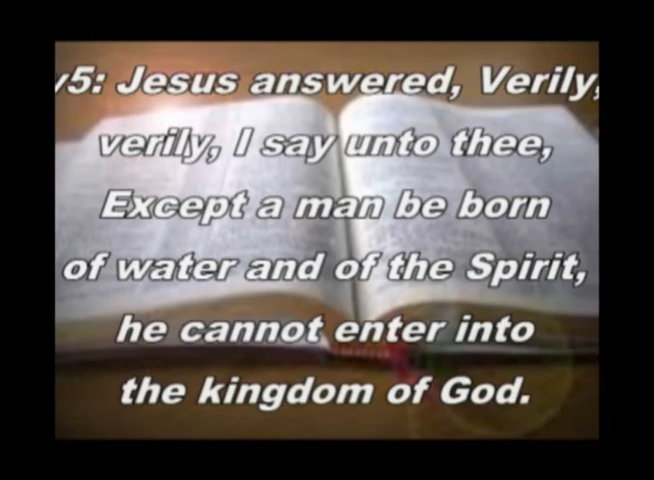 v5: Jesus answered, Verily,
verily, I say unto thee,
Except a man be born
of water and of the Spirit,
he cannot enter into
the kingdom of God.